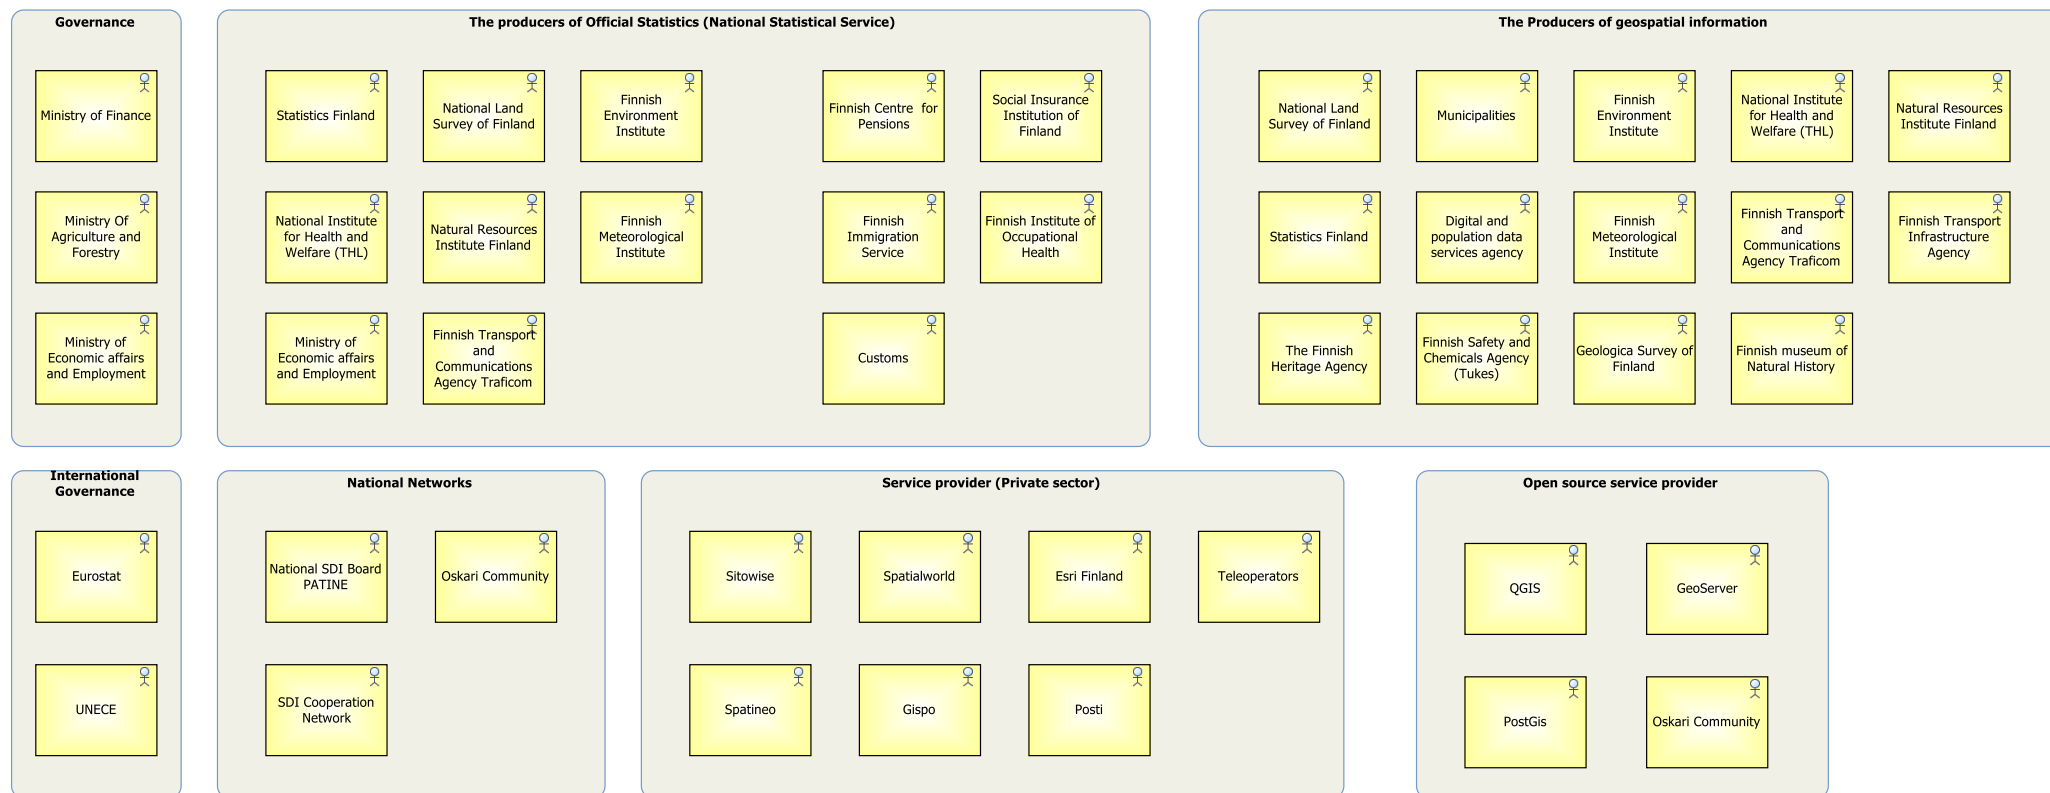 Governance
Ministry of Finance
Ministry Of
Agriculture and
Forestry
Ministry of
Economic affairs
and Employment
The producers of Official Statistics (National Statistical Service)
Statistics Finland
National Land
Survey of Finland
Finnish
Environment
Institute
Finnish Centre  for
Pensions
Social Insurance
Institution of
Finland
National Institute
for Health and
Welfare (THL)
Natural Resources
Institute Finland
Finnish
Meteorological
Institute
Finnish
Immigration
Service
Finnish Institute of
Occupational
Health
Ministry of
Economic affairs
and Employment
Finnish Transport
and
Communications
Agency Traficom
Customs
The Producers of geospatial information
National Land
Survey of Finland
Municipalities
Finnish
Environment
Institute
National Institute
for Health and
Welfare (THL)
Natural Resources
Institute Finland
Statistics Finland
Digital and
population data
services agency
Finnish
Meteorological
Institute
Finnish Transport
and
Communications
Agency Traficom
Finnish Transport
Infrastructure
Agency
The Finnish
Heritage Agency
Finnish Safety and
Chemicals Agency
(Tukes)
Geologica Survey of
Finland
Finnish museum of
Natural History
International
Governance
Eurostat
UNECE
National Networks
National SDI Board
PATINE
Oskari Community
SDI Cooperation
Network
Service provider (Private sector)
Sitowise
Spatialworld
Esri Finland
Teleoperators
Spatineo
Gispo
Posti
Open source service provider
QGIS
GeoServer
PostGis
Oskari Community